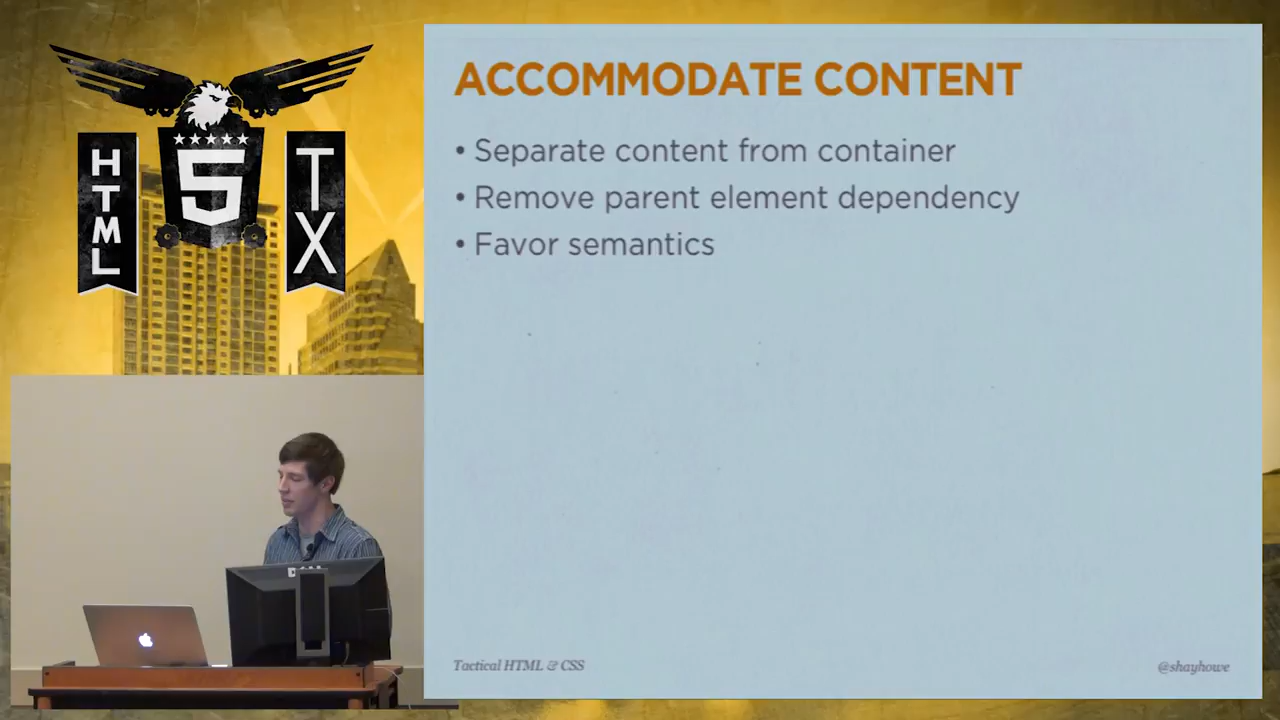 HTML
5
TX
ACCOMMODATE CONTENT
• Separate content from container
• Remove parent element dependency
• Favor semantics
Tactical HTML & CSS
@shayhowe